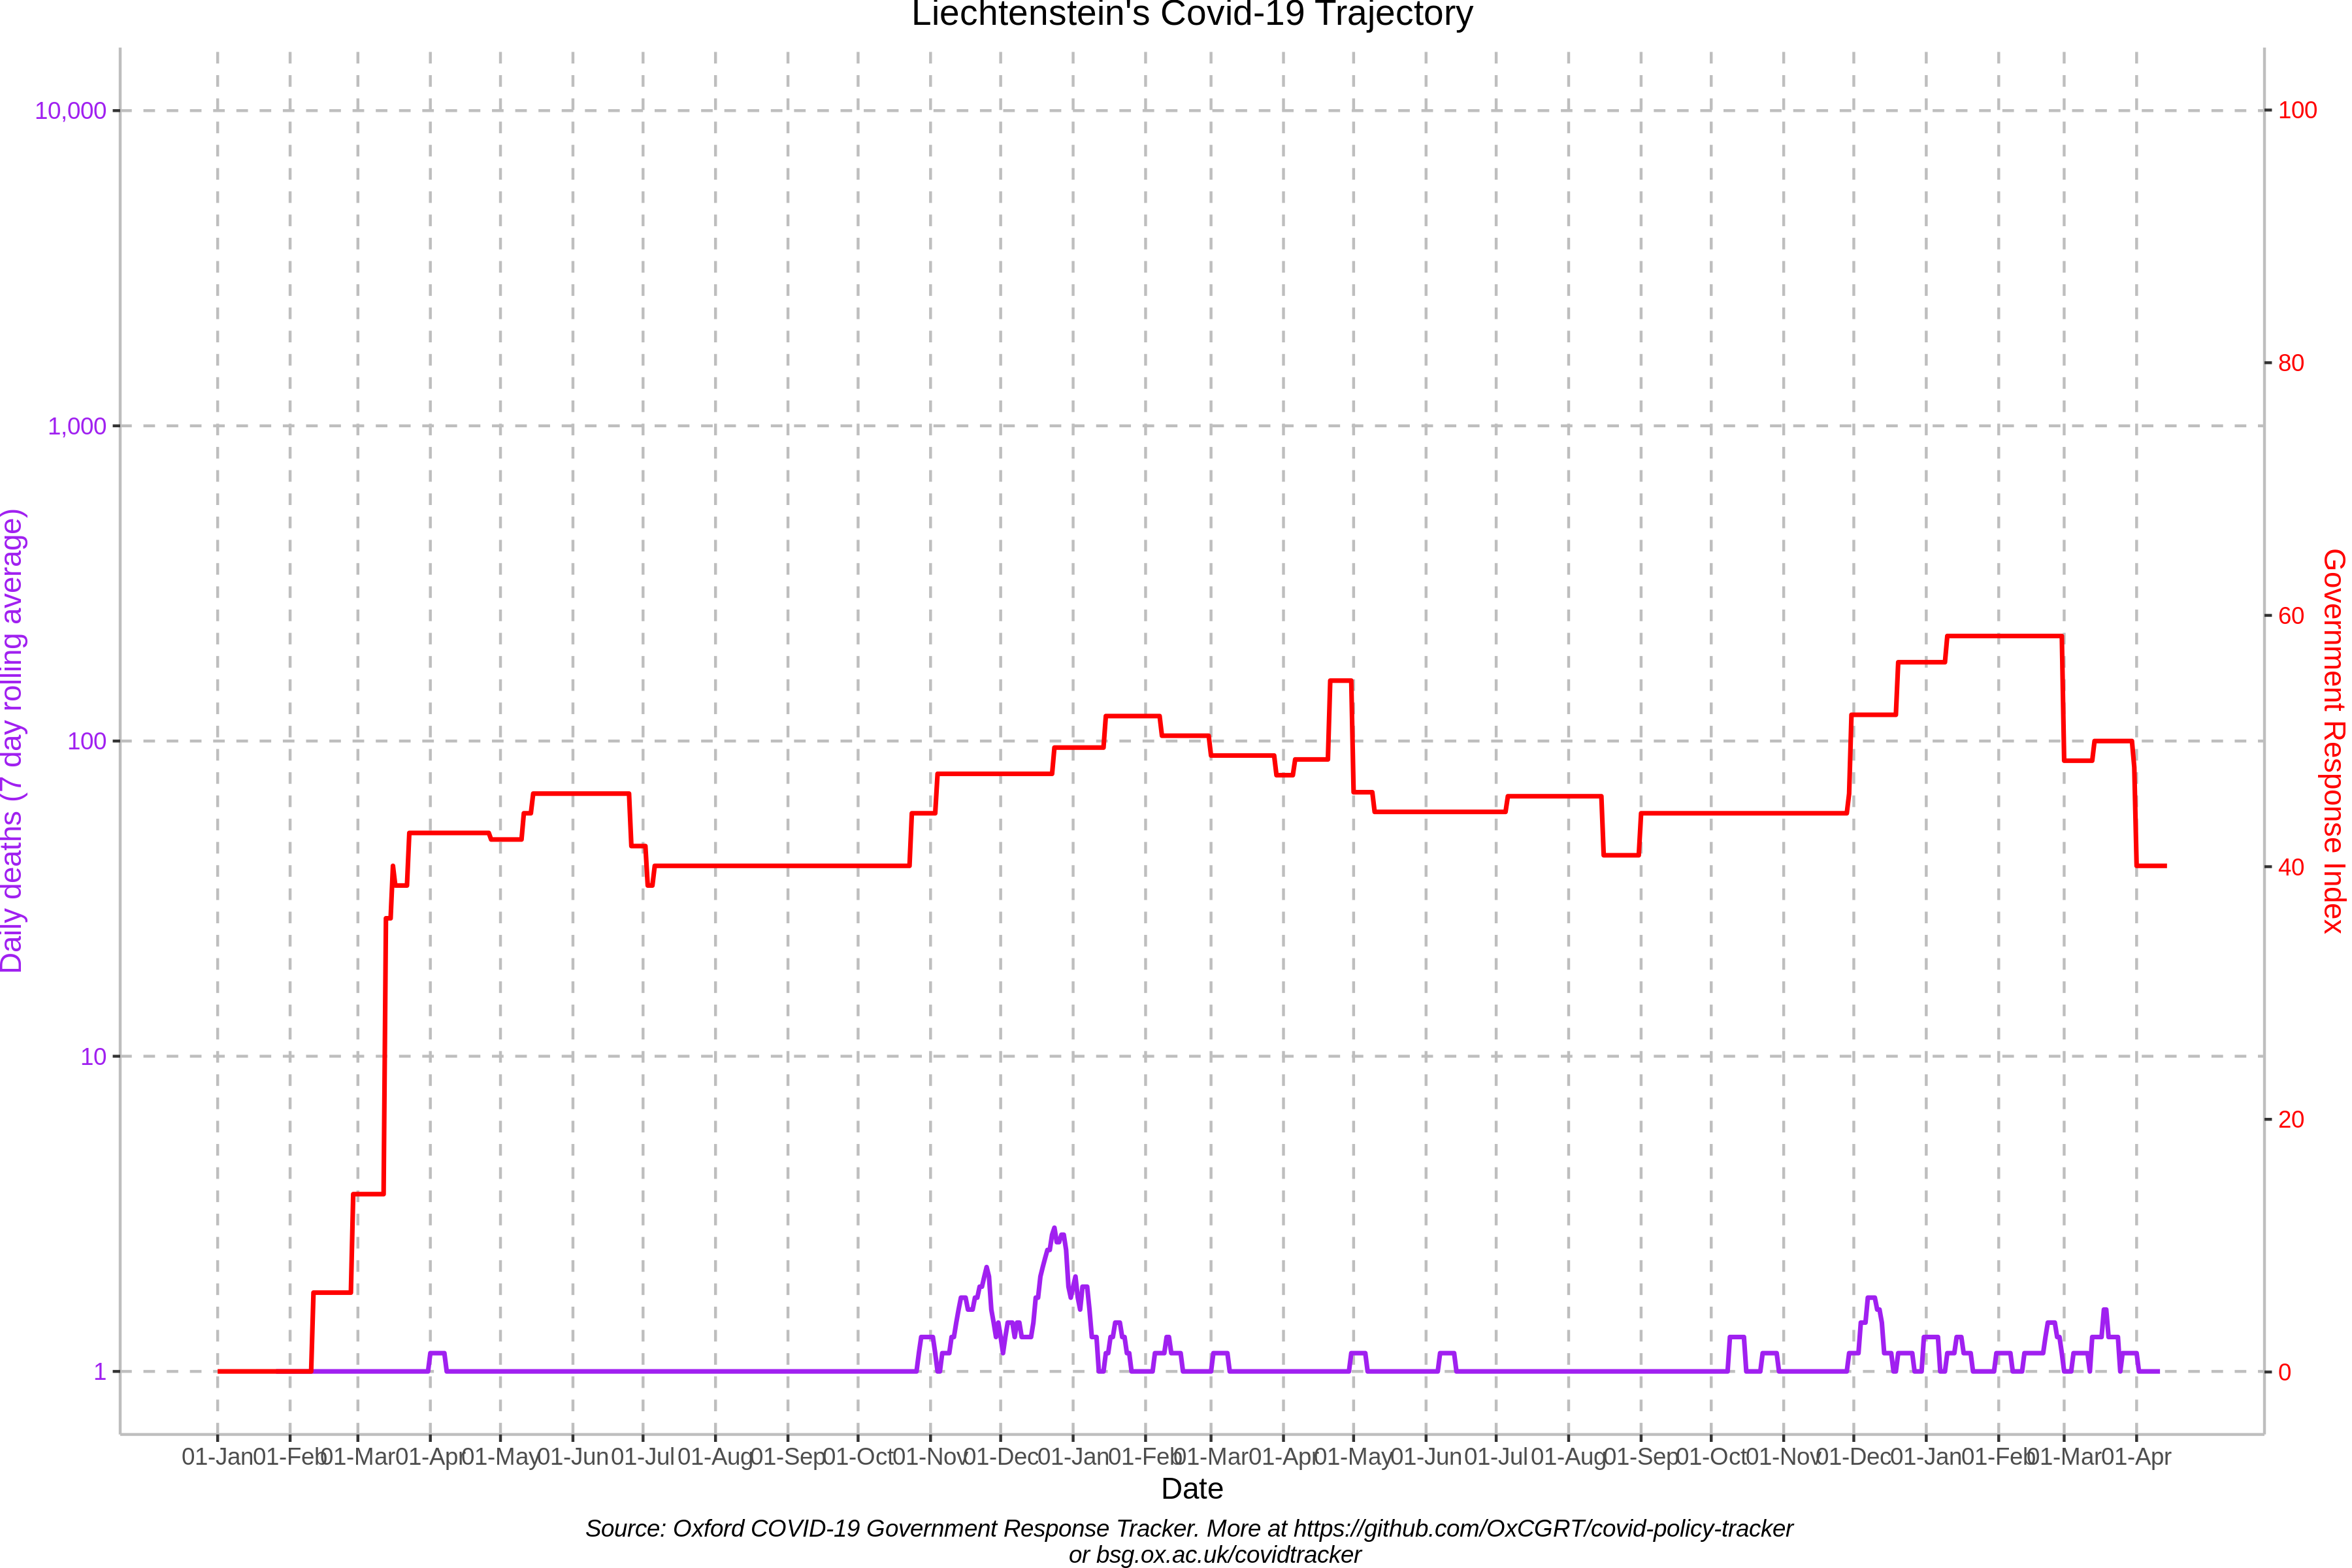 Liechtenstein's Covid-19 Trajectory
10,000
1,000
100
10
1
Daily deaths (7 day rolling average)
100
80
60
40
20
0
Government Response Index
01-Jan 01-Feb 01-Mar 01-Apr 01-May 01-Jun 01-Jul 01-Aug 01-Sep 01-Oct 01-Nov 01-Dec 01-Jan 01-Feb 01-Mar 01-Apr 01-May 01-Jun 01-Jul 01-Aug 01-Sep 01-Oct 01-Nov 01-Dec 01-Jan 01-Feb 01-Mar 01-Apr
Date
Source: Oxford COVID-19 Government Response Tracker. More at https://github.com/OxCGRT/covid-policy-tracker
or bsg.ox.ac.uk/covidtracker